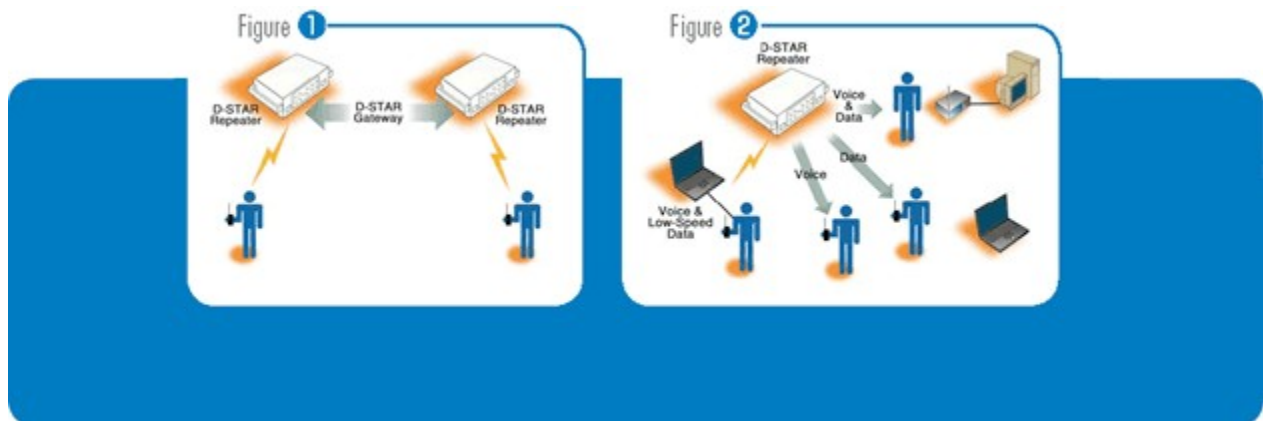 Figure 1
D-STAR
Repeater
D-STAR
Gateway
D-STAR
Repeater
Figure 2
D-STAR
Repeater
Voice
&
Data
Data
Voice
Voice &
Low-Speed
Data